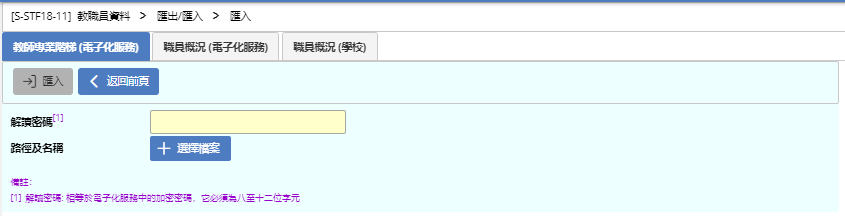 [S-STF18-11] 教職員資料 > 匯出/匯入 > 匯入
教師專業階梯 (電子化服務) 職員概況 (電子化服務) 職員概況 (學校)
匯入 返回前頁
解讀密碼[1]
路徑及名稱 選擇檔案
備註:
[1] 解讀密碼: 相等於電子化服務中的加密密碼，它必須為八至十二位字元